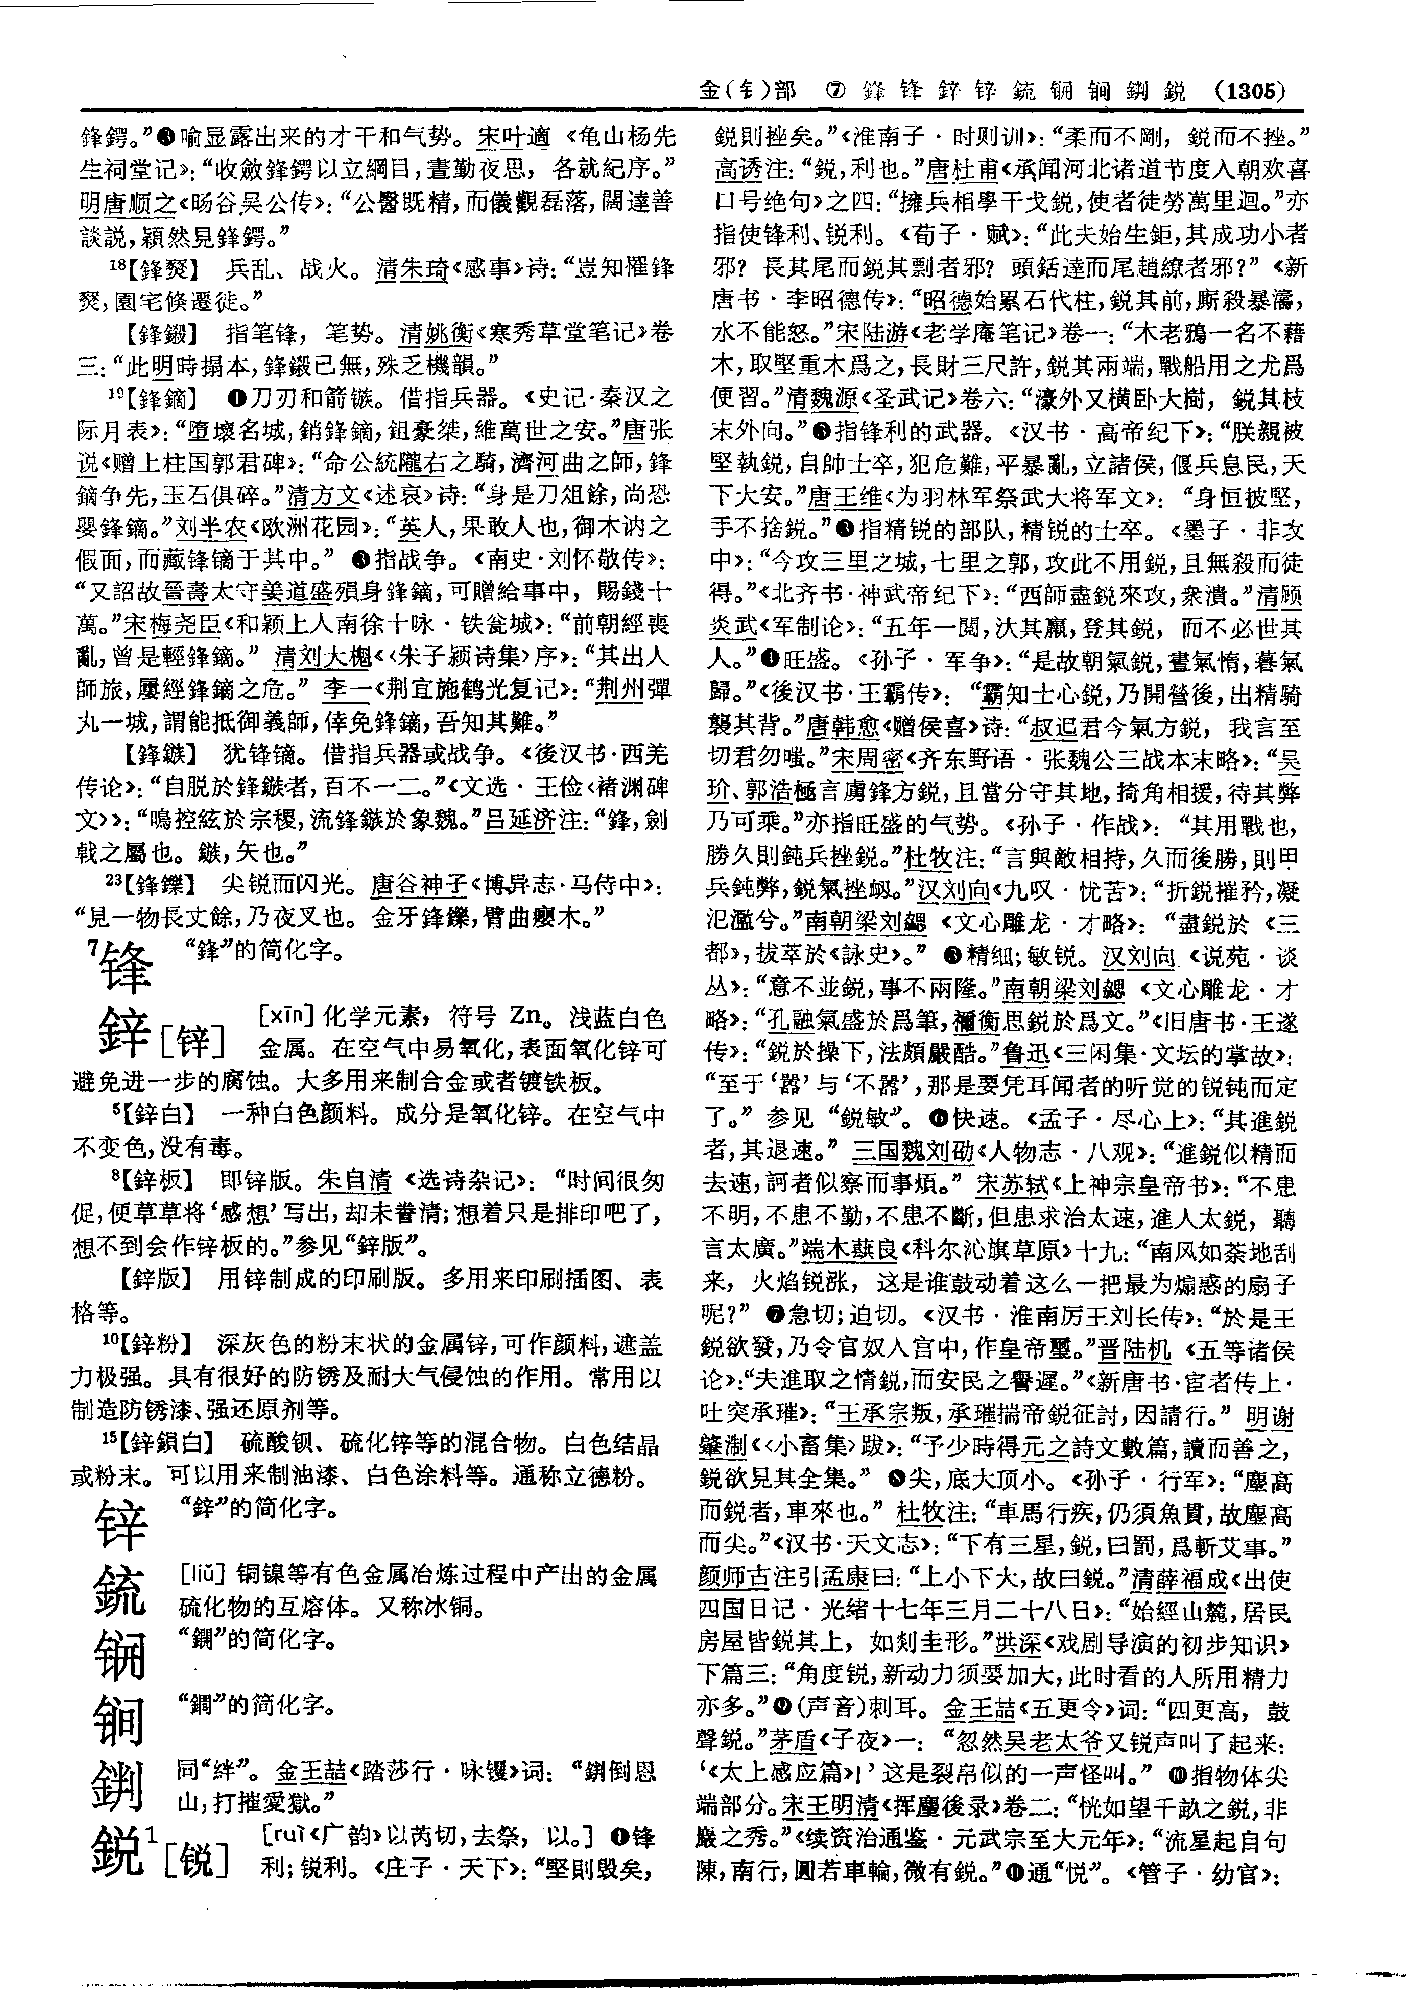 金(钅)部 ⑦ 鋒 锋 鋅 锌 鋶 锎 锏 鋓 鋭 (1305)
鋒鍔。”❸喻显露出来的才干和气势。宋叶適《龟山杨先
生祠堂记》：“收斂鋒鍔以立綱目，晝勤夜思，各就紀序。”
明唐顺之《旸谷吴公传》：“公醫既精，而儀觀磊落，闊達善
談説，穎然見鋒鍔。”
18【鋒燹】 兵乱、战火。清朱琦《感事》诗：“豈知罹鋒
燹，園宅倏遷徙。”
【鋒鎩】 指笔锋，笔势。清姚衡《寒秀草堂笔记》卷
三：“此明時搨本，鋒鎩已無，殊乏機韻。”
19【鋒鏑】 ❶刀刃和箭镞。借指兵器。《史记·秦汉之
际月表》：“墮壞名城，銷鋒鏑，鉏豪桀，維萬世之安。”唐张
说《赠上柱国郭君碑》：“命公統隴右之騎，濟河曲之師，鋒
鏑争先，玉石俱碎。”清方文《述哀》诗：“身是刀俎餘，尚恐
嬰鋒鏑。”刘半农《欧洲花园》：“英人，果敢人也，御木讷之
假面，而藏锋镝于其中。” ❷指战争。《南史·刘怀敬传》：
“又詔故晉壽太守姜道盛殞身鋒鏑，可贈給事中，賜錢十
萬。”宋梅尧臣《和颖上人南徐十咏·铁瓮城》：“前朝經喪
亂，曾是輕鋒鏑。” 清刘大櫆《〈朱子颍诗集〉序》：“其出入
師旅，屢經鋒鏑之危。” 李一《荆宜施鹤光复记》：“荆州彈
丸一城，謂能抵御義師，倖免鋒鏑，吾知其難。”
【鋒鏃】 犹锋镝。借指兵器或战争。《後汉书·西羌
传论》：“自脱於鋒鏃者，百不一二。”《文选·王俭〈褚渊碑
文〉》：“鳴控絃於宗稷，流鋒鏃於象魏。”吕延济注：“鋒，劍
戟之屬也。鏃，矢也。”
23【鋒鑠】 尖锐而闪光。唐谷神子《博异志·马侍中》：
“見一物長丈餘，乃夜叉也。金牙鋒鑠，臂曲瘿木。”
7锋 “鋒”的简化字。
鋅[锌] [xīn]化学元素，符号 Zn。浅蓝白色
金属。在空气中易氧化，表面氧化锌可
避免进一步的腐蚀。大多用来制合金或者镀铁板。
5【鋅白】 一种白色颜料。成分是氧化锌。在空气中
不变色，没有毒。
8【鋅板】 即锌版。朱自清《选诗杂记》：“时间很匆
促，便草草将‘感想’写出，却未誊清；想着只是排印吧了，
想不到会作锌板的。”参见“鋅版”。
【鋅版】 用锌制成的印刷版。多用来印刷插图、表
格等。
10【鋅粉】 深灰色的粉末状的金属锌，可作颜料，遮盖
力极强。具有很好的防锈及耐大气侵蚀的作用。常用以
制造防锈漆、强还原剂等。
15【鋅鋇白】 硫酸钡、硫化锌等的混合物。白色结晶
或粉末。可以用来制油漆、白色涂料等。通称立德粉。
锌 “鋅”的简化字。
鋶 [liǔ] 铜镍等有色金属冶炼过程中产出的金属
硫化物的互熔体。又称冰铜。
锎 “鐦”的简化字。
锏 “鐧”的简化字。
鋓 同“绊”。金王喆《踏莎行·咏镬》词：“鋓倒恩
山，打摧愛獄。”
鋭1[锐] [ruì《广韵》以芮切，去祭，以。] ❶锋
利；锐利。《庄子·天下》：“堅則毁矣，
鋭則挫矣。”《淮南子·时则训》：“柔而不剛，鋭而不挫。”
高诱注：“鋭，利也。”唐杜甫《承闻河北诸道节度入朝欢喜
口号绝句》之四：“擁兵相學干戈鋭，使者徒勞萬里迴。”亦
指使锋利、锐利。《荀子·赋》：“此夫始生鉅，其成功小者
邪？長其尾而鋭其剽者邪？頭銛達而尾趙繚者邪？”《新
唐书·李昭德传》：“昭德始累石代柱，鋭其前，厮殺暴濤，
水不能怒。”宋陆游《老学庵笔记》卷一：“木老鴉一名不藉
木，取堅重木爲之，長財三尺許，鋭其兩端，戰船用之尤爲
便習。”清魏源《圣武记》卷六：“濠外又横卧大樹，鋭其枝
末外向。”❷指锋利的武器。《汉书·高帝纪下》：“朕親被
堅執鋭，自帥士卒，犯危難，平暴亂，立諸侯，偃兵息民，天
下大安。”唐王维《为羽林军祭武大将军文》：“身恒披堅，
手不捨鋭。”❸指精锐的部队，精锐的士卒。《墨子·非攻
中》：“今攻三里之城，七里之郭，攻此不用鋭，且無殺而徒
得。”《北齐书·神武帝纪下》：“西師盡鋭來攻，衆潰。”清顾
炎武《军制论》：“五年一閲，汰其羸，登其鋭，而不必世其
人。”❹旺盛。《孙子·军争》：“是故朝氣鋭，晝氣惰，暮氣
歸。”《後汉书·王霸传》：“霸知士心鋭，乃開營後，出精騎
襲其背。”唐韩愈《赠侯喜》诗：“叔𨑤君今氣方鋭，我言至
切君勿嗤。”宋周密《齐东野语·张魏公三战本末略》：“吴
玠、郭浩極言虜鋒方鋭，且當分守其地，掎角相援，待其弊
乃可乘。”亦指旺盛的气势。《孙子·作战》：“其用戰也，
勝久則鈍兵挫鋭。”杜牧注：“言與敵相持，久而後勝，則甲
兵鈍弊，鋭氣挫衄。”汉刘向《九叹·忧苦》：“折鋭摧矜，凝
氾濫兮。”南朝梁刘勰《文心雕龙·才略》：“盡鋭於《三
都》，拔萃於《詠史》。” ❺精细；敏锐。汉刘向《说苑·谈
丛》：“意不並鋭，事不兩隆。”南朝梁刘勰《文心雕龙·才
略》：“孔融氣盛於爲筆，禰衡思鋭於爲文。”《旧唐书·王遂
传》：“鋭於操下，法頗嚴酷。”鲁迅《三闲集·文坛的掌故》：
“至于‘嚣’与‘不嚣’，那是要凭耳闻者的听觉的锐钝而定
了。” 参见“鋭敏”。❻快速。《孟子·尽心上》：“其進鋭
者，其退速。” 三国魏刘劭《人物志·八观》：“進鋭似精而
去速，訶者似察而事煩。” 宋苏轼《上神宗皇帝书》：“不患
不明，不患不勤，不患不斷，但患求治太速，進人太鋭，聽
言太廣。”端木蕻良《科尔沁旗草原》十九：“南风如荼地刮
来，火焰锐涨，这是谁鼓动着这么一把最为煽惑的扇子
呢？” ❼急切；迫切。《汉书·淮南厉王刘长传》：“於是王
鋭欲發，乃令官奴入宫中，作皇帝璽。”晋陆机《五等诸侯
论》：“夫進取之情鋭，而安民之譽遲。”《新唐书·宦者传上·
吐突承璀》：“王承宗叛，承璀揣帝鋭征討，因請行。” 明谢
肇淛《〈小畜集〉跋》：“予少時得元之詩文數篇，讀而善之，
鋭欲見其全集。” ❽尖，底大顶小。《孙子·行军》：“塵高
而鋭者，車來也。” 杜牧注：“車馬行疾，仍須魚貫，故塵高
而尖。”《汉书·天文志》：“下有三星，鋭，曰罰，爲斬艾事。”
颜师古注引孟康曰：“上小下大，故曰鋭。”清薛福成《出使
四国日记·光绪十七年三月二十八日》：“始經山麓，居民
房屋皆鋭其上，如剡圭形。”洪深《戏剧导演的初步知识》
下篇三：“角度锐，新动力须要加大，此时看的人所用精力
亦多。”❾(声音)刺耳。金王喆《五更令》词：“四更高，鼓
聲鋭。”茅盾《子夜》一：“忽然吴老太爷又锐声叫了起来：
‘《太上感应篇》！’这是裂帛似的一声怪叫。” ❿指物体尖
端部分。宋王明清《挥麈後录》卷二：“恍如望千畝之鋭，非
巖之秀。”《续资治通鉴·元武宗至大元年》：“流星起自句
陳，南行，圓若車輪，微有鋭。”⓫通“悦”。《管子·幼官》：